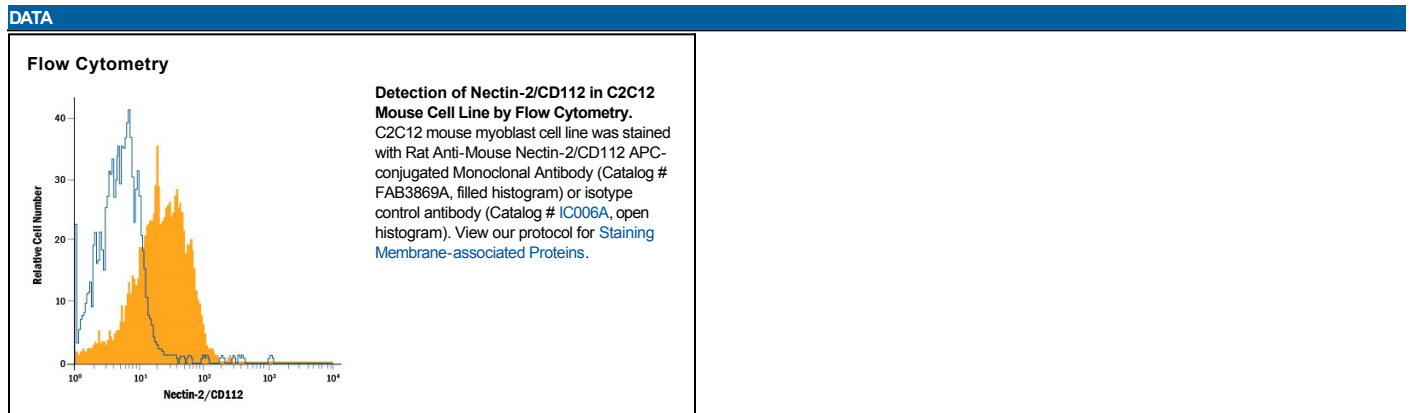 DATA
Flow Cytometry
Detection of Nectin-2/CD112 in C2C12
Mouse Cell Line by Flow Cytometry.
C2C12 mouse myoblast cell line was stained
with Rat Anti-Mouse Nectin-2/CD112 APC-
conjugated Monoclonal Antibody (Catalog #
FAB3869A, filled histogram) or isotype
control antibody (Catalog # IC006A, open
histogram). View our protocol for Staining
Membrane-associated Proteins.
Relative Cell Number
40
30
20
10
0
10⁰ 10¹ 10² 10³ 10⁴
Nectin-2/CD112